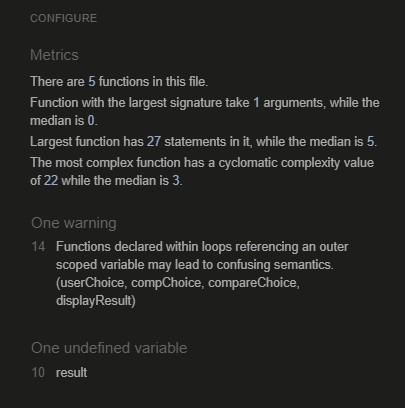 CONFIGURE
Metrics
There are 5 functions in this file.
Function with the largest signature take 1 arguments, while the
median is 0.
Largest function has 27 statements in it, while the median is 5.
The most complex function has a cyclomatic complexity value
of 22 while the median is 3.
One warning
14 Functions declared within loops referencing an outer
scoped variable may lead to confusing semantics.
(userChoice, compChoice, compareChoice,
displayResult)
One undefined variable
10 result